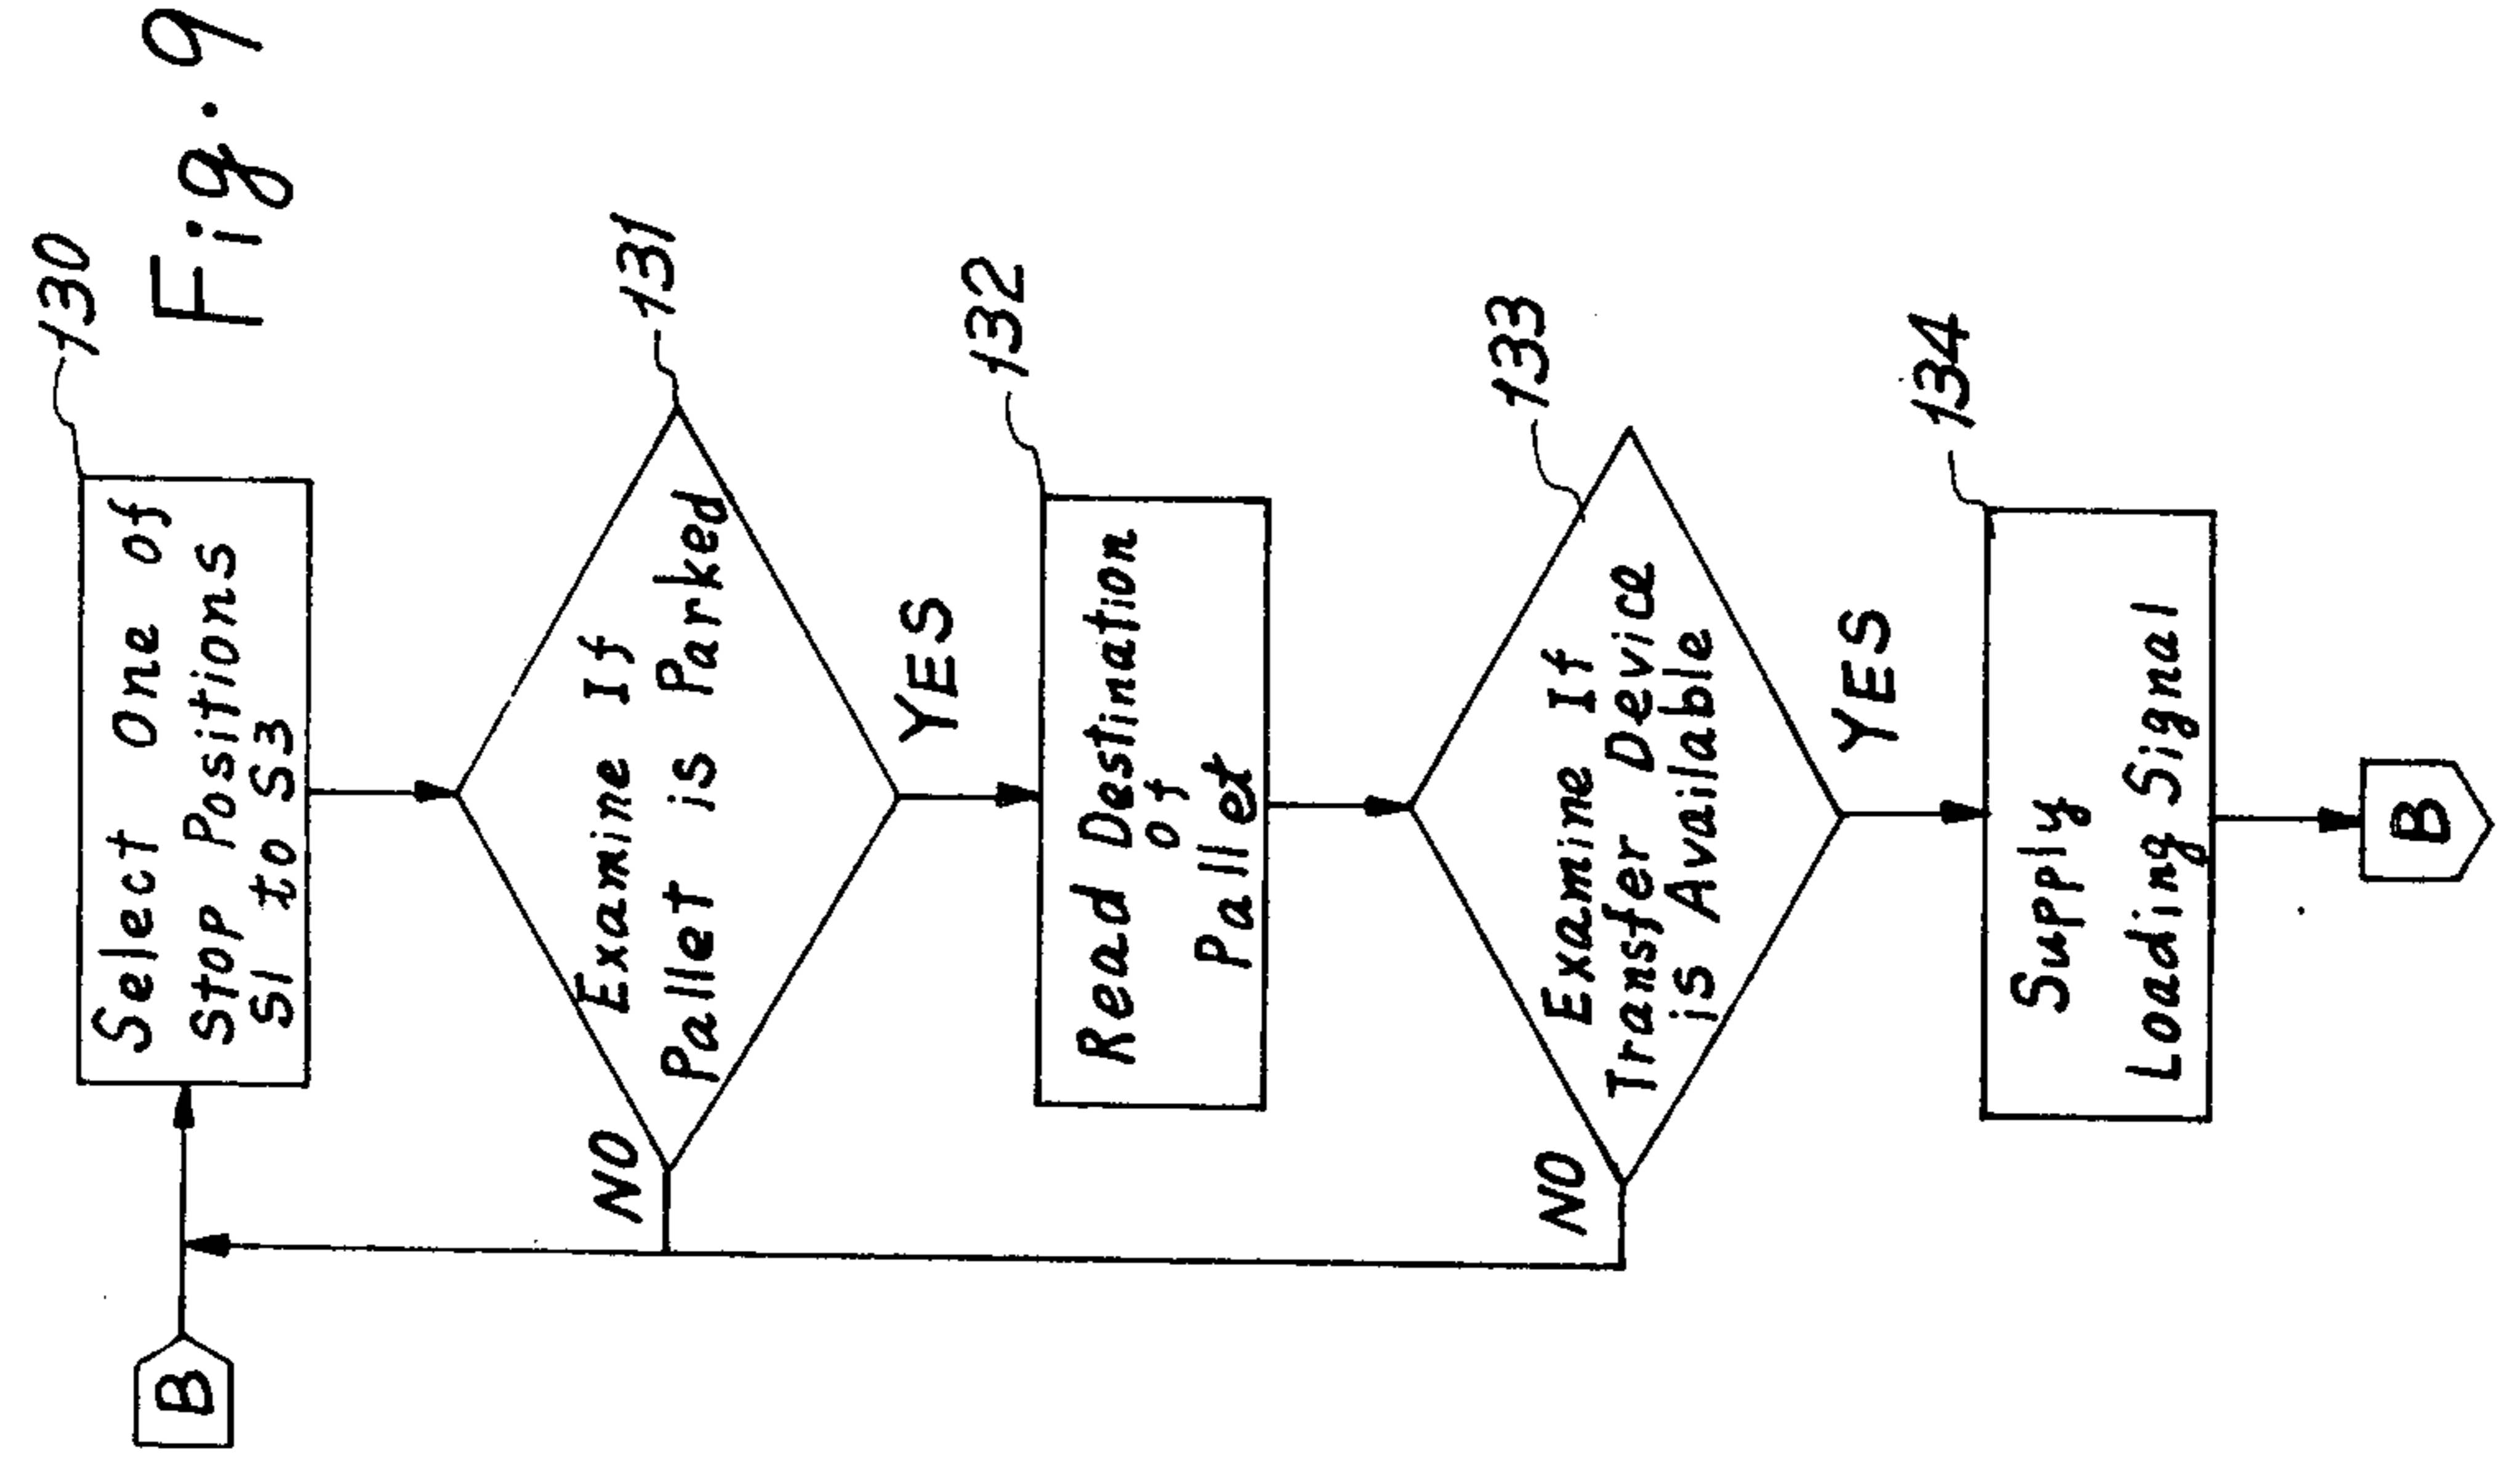 Fig. 9
B
130
Select One of
Stop Positions
S1 to S3
131
Examine If
Pallet is Parked
NO
YES
132
Read Destination
of
Pallet
133
Examine If
Transfer Device
is Available
NO
YES
134
Supply
Loading Signal
B